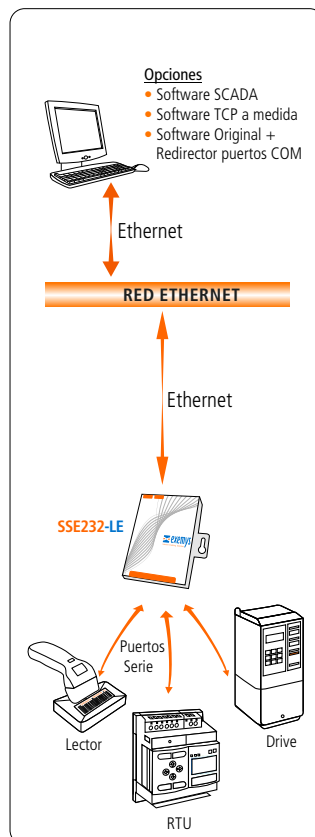 Opciones
• Software SCADA
• Software TCP a medida
• Software Original +
Redirector puertos COM
Ethernet
RED ETHERNET
Ethernet
SSE232-LE
exemys
Puertos
Serie
Lector
Drive
RTU